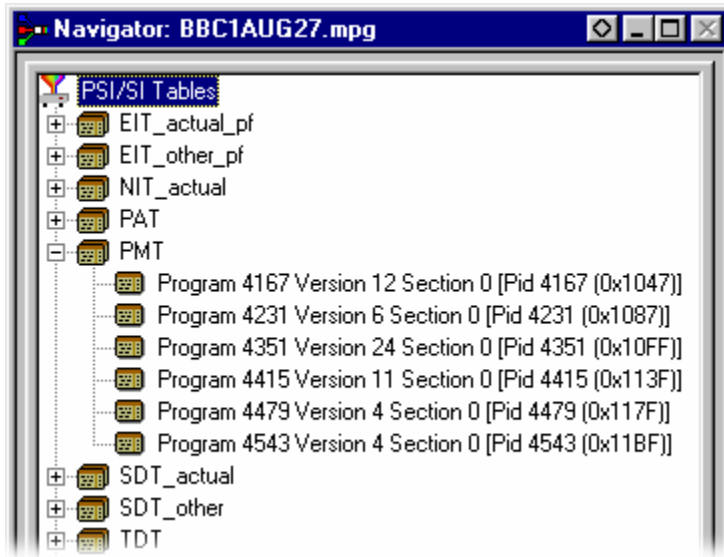 Navigator: BBC1AUG27.mpg
PSI/SI Tables
EIT_actual_pf
EIT_other_pf
NIT_actual
PAT
PMT
Program 4167 Version 12 Section 0 [Pid 4167 (0x1047)]
Program 4231 Version 6 Section 0 [Pid 4231 (0x1087)]
Program 4351 Version 24 Section 0 [Pid 4351 (0x10FF)]
Program 4415 Version 11 Section 0 [Pid 4415 (0x113F)]
Program 4479 Version 4 Section 0 [Pid 4479 (0x117F)]
Program 4543 Version 4 Section 0 [Pid 4543 (0x11BF)]
SDT_actual
SDT_other
TDT